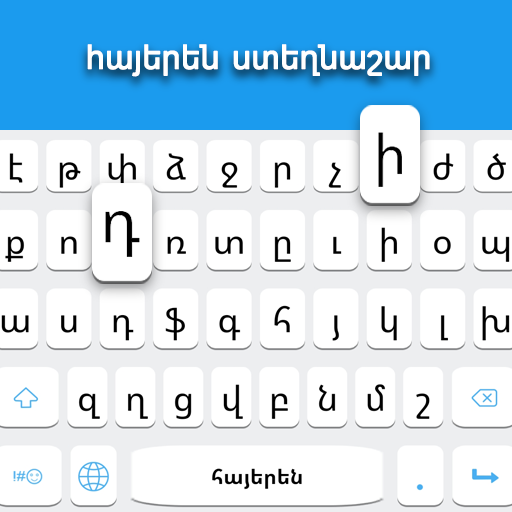 հայերեն ստեղնաշար
է թ փ ձ ջ ր չ ի ժ ծ
ք ո դ ռ տ ը ւ ի օ պ
ա ս դ ֆ գ հ յ կ լ խ
զ ղ ց վ բ ն մ շ
!#☺ հայերեն .